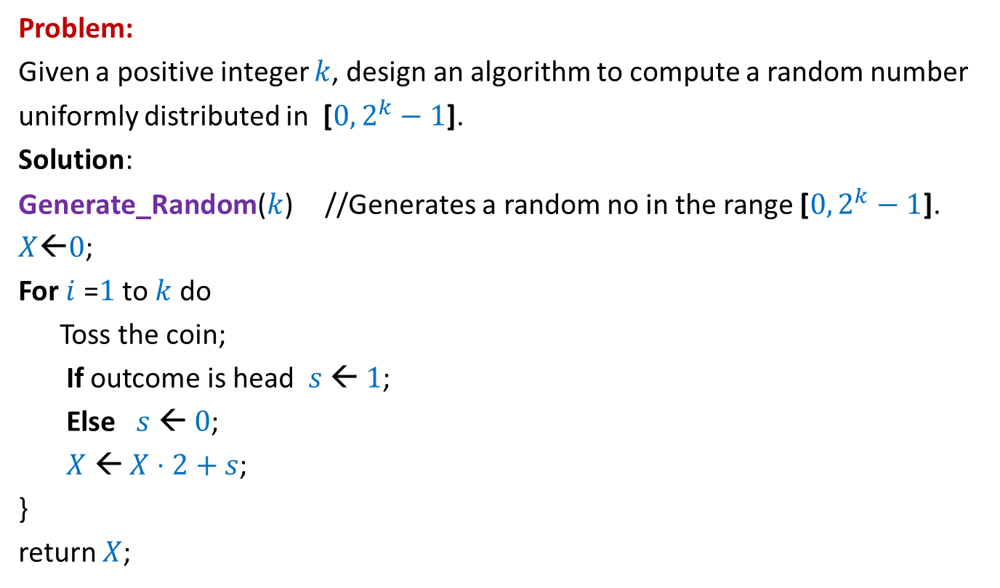 Problem:
Given a positive integer k, design an algorithm to compute a random number
uniformly distributed in [0, 2^k − 1].
Solution:
Generate_Random(k) //Generates a random no in the range [0, 2^k − 1].
X←0;
For i =1 to k do
Toss the coin;
If outcome is head s ← 1;
Else s ← 0;
X ← X · 2 + s;
}
return X;